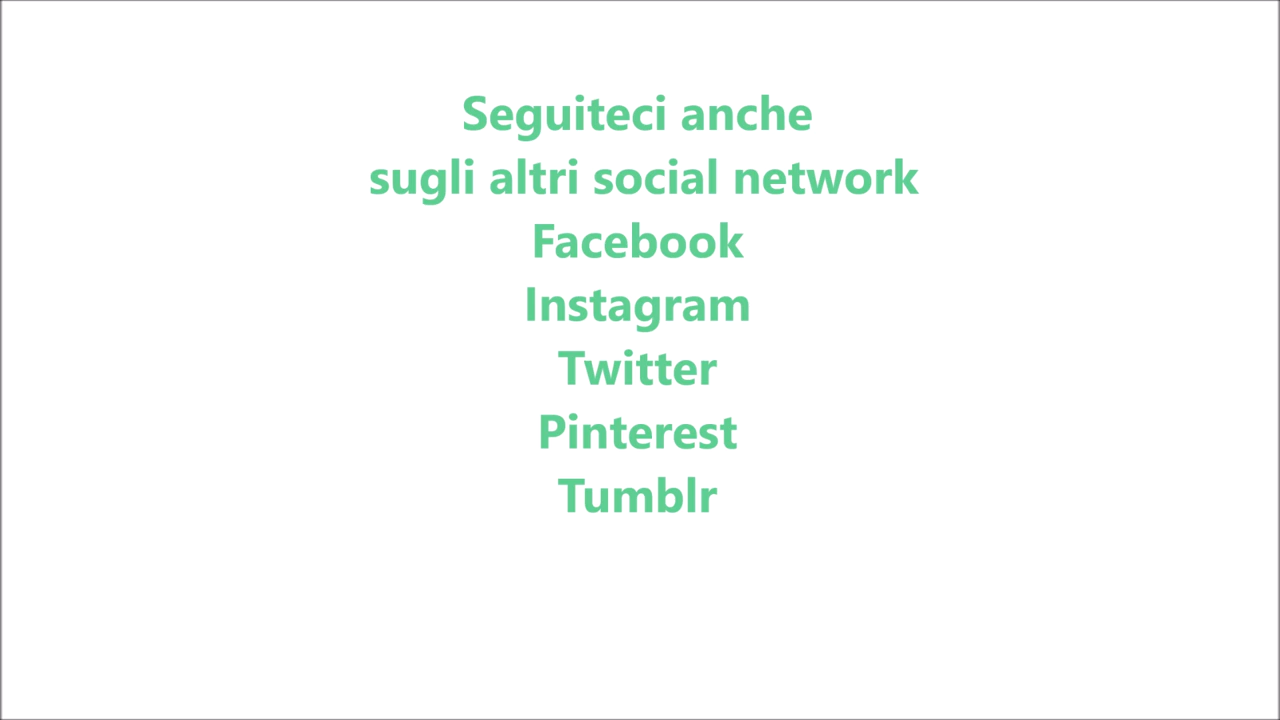 Seguiteci anche
sugli altri social network
Facebook
Instagram
Twitter
Pinterest
Tumblr